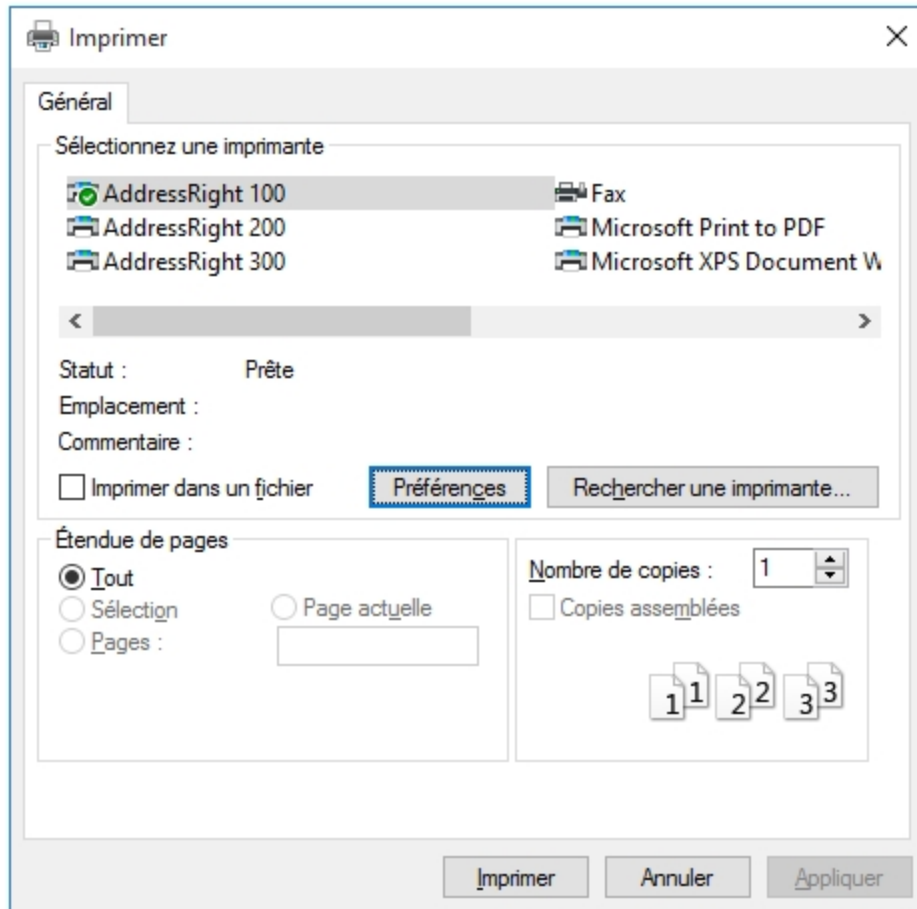 Imprimer
Général
Sélectionnez une imprimante
AddressRight 100 Fax
AddressRight 200 Microsoft Print to PDF
AddressRight 300 Microsoft XPS Document W
Statut : Prête
Emplacement :
Commentaire :
Imprimer dans un fichier Préférences Rechercher une imprimante...
Étendue de pages
Tout
Sélection Page actuelle
Pages :
Nombre de copies : 1
Copies assemblées
1 1 2 2 3 3
Imprimer Annuler Appliquer